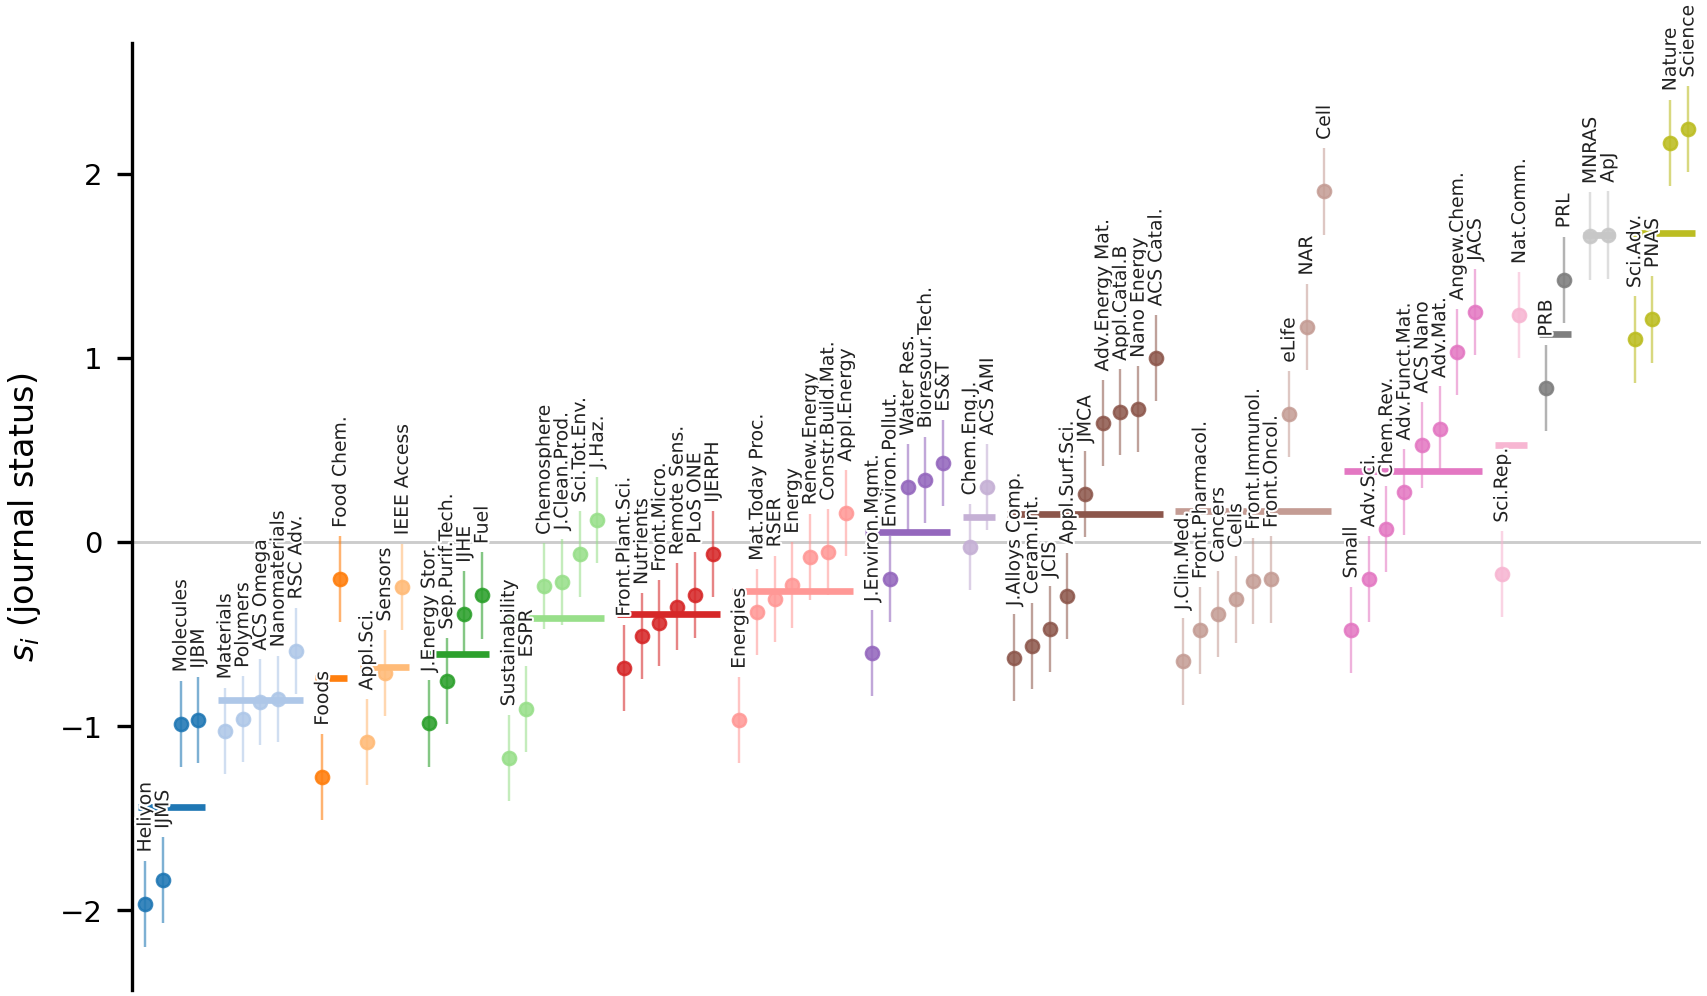 s_i (journal status)
2
1
0
−1
−2
Heliyon
IJMS
Molecules
IJBM
Materials
Polymers
ACS Omega
Nanomaterials
RSC Adv.
Foods
Food Chem.
Appl.Sci.
Sensors
IEEE Access
J.Energy Stor.
Sep.Purif.Tech.
IJHE
Fuel
Sustainability
ESPR
Chemosphere
J.Clean.Prod.
Sci.Tot.Env.
J.Haz.
Front.Plant.Sci.
Nutrients
Front.Micro.
Remote Sens.
PLoS ONE
IJERPH
Energies
Mat.Today Proc.
RSER
Energy
Renew.Energy
Constr.Build.Mat.
Appl.Energy
J.Environ.Mgmt.
Environ.Pollut.
Water Res.
Bioresour.Tech.
ES&T
Chem.Eng.J.
ACS AMI
J.Alloys Comp.
Ceram.Int.
JCIS
Appl.Surf.Sci.
JMCA
Adv.Energy Mat.
Appl.Catal.B
Nano Energy
ACS Catal.
J.Clin.Med.
Front.Pharmacol.
Cancers
Cells
Front.Immunol.
Front.Oncol.
eLife
NAR
Cell
Small
Adv.Sci.
Chem.Rev.
Adv.Funct.Mat.
ACS Nano
Adv.Mat.
Angew.Chem.
JACS
Sci.Rep.
Nat.Comm.
PRB
PRL
MNRAS
ApJ
Sci.Adv.
PNAS
Nature
Science